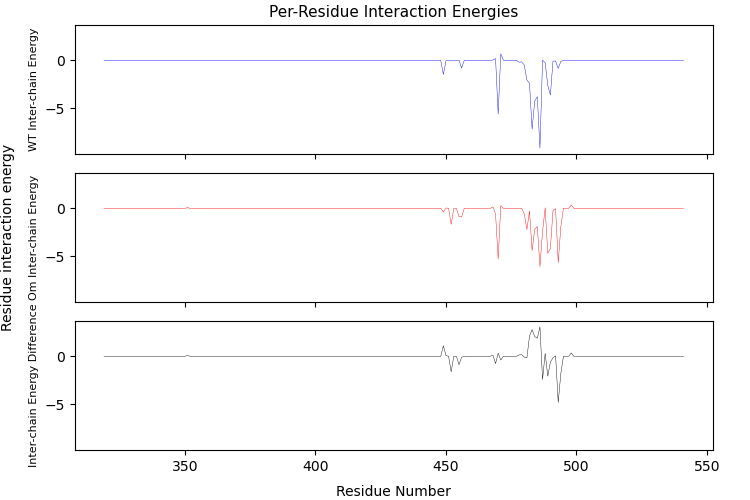 Per-Residue Interaction Energies
Residue interaction energy
WT Inter-chain Energy
0
−5
Om Inter-chain Energy
0
−5
Inter-chain Energy Difference
0
−5
350
400
450
500
550
Residue Number